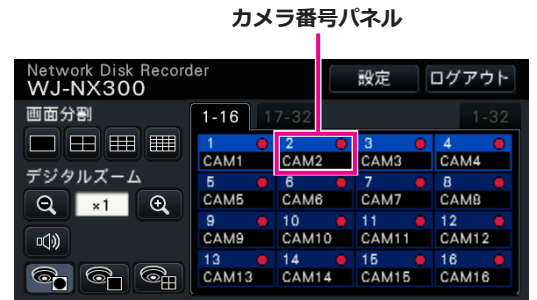 カメラ番号パネル
Network Disk Recorder
WJ-NX300
設定
ログアウト
画面分割
1-16
17-32
1-32
デジタルズーム
×1
1
2
3
4
CAM1
CAM2
CAM3
CAM4
5
6
7
8
CAM5
CAM6
CAM7
CAM8
9
10
11
12
CAM9
CAM10
CAM11
CAM12
13
14
15
16
CAM13
CAM14
CAM15
CAM16